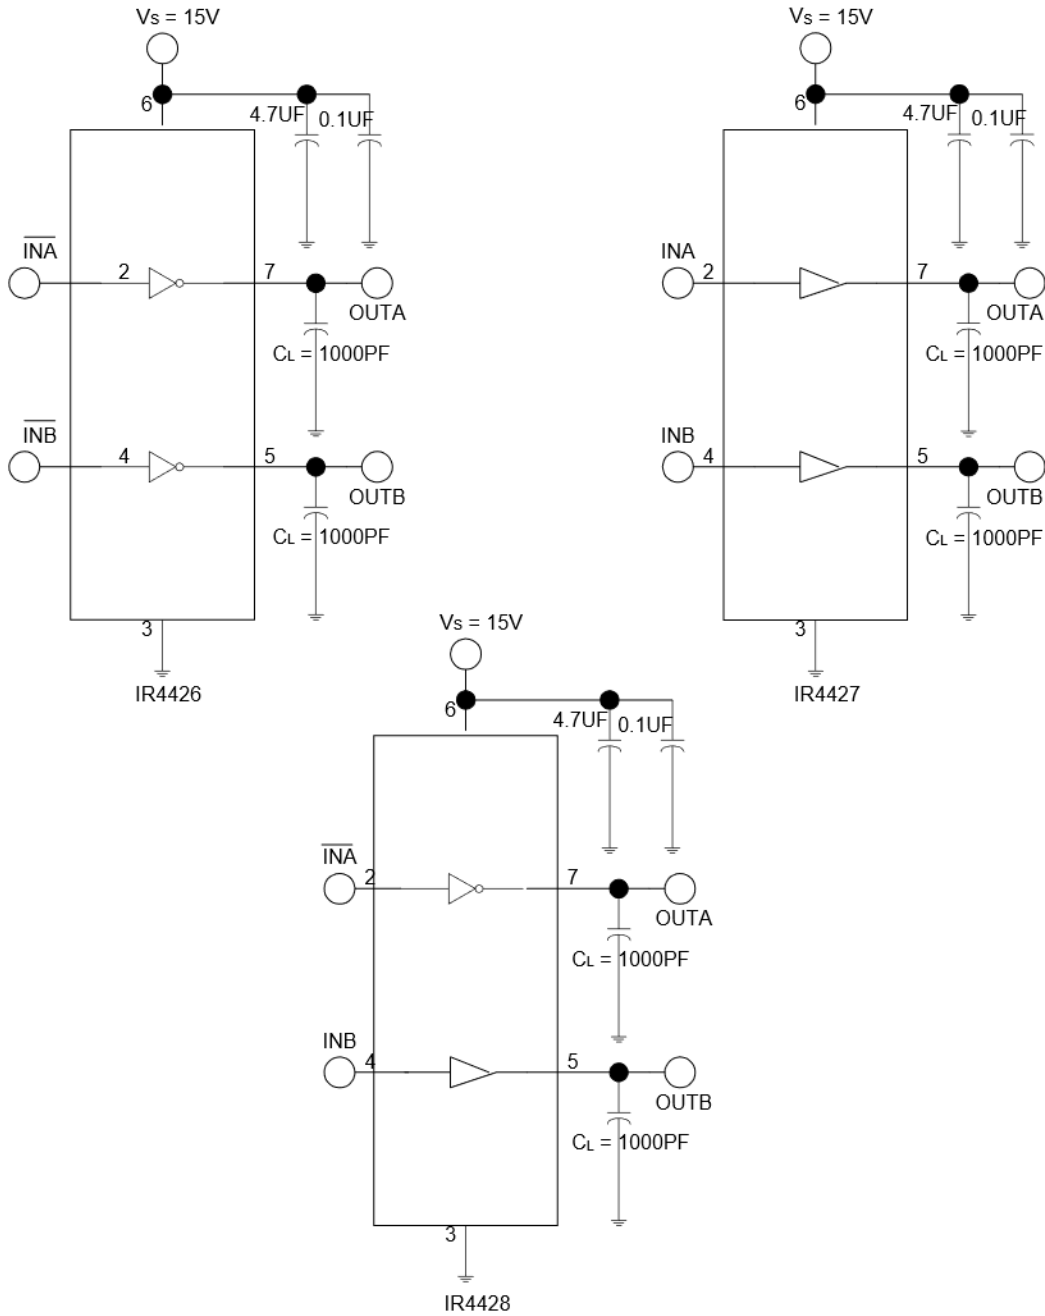 Vs = 15V
6
4.7UF
0.1UF
INA
2
7
OUTA
CL = 1000PF
INB
4
5
OUTB
CL = 1000PF
3
IR4426
Vs = 15V
6
4.7UF
0.1UF
INA
2
7
OUTA
CL = 1000PF
INB
4
5
OUTB
CL = 1000PF
3
IR4427
Vs = 15V
6
4.7UF
0.1UF
INA
2
7
OUTA
CL = 1000PF
INB
4
5
OUTB
CL = 1000PF
3
IR4428